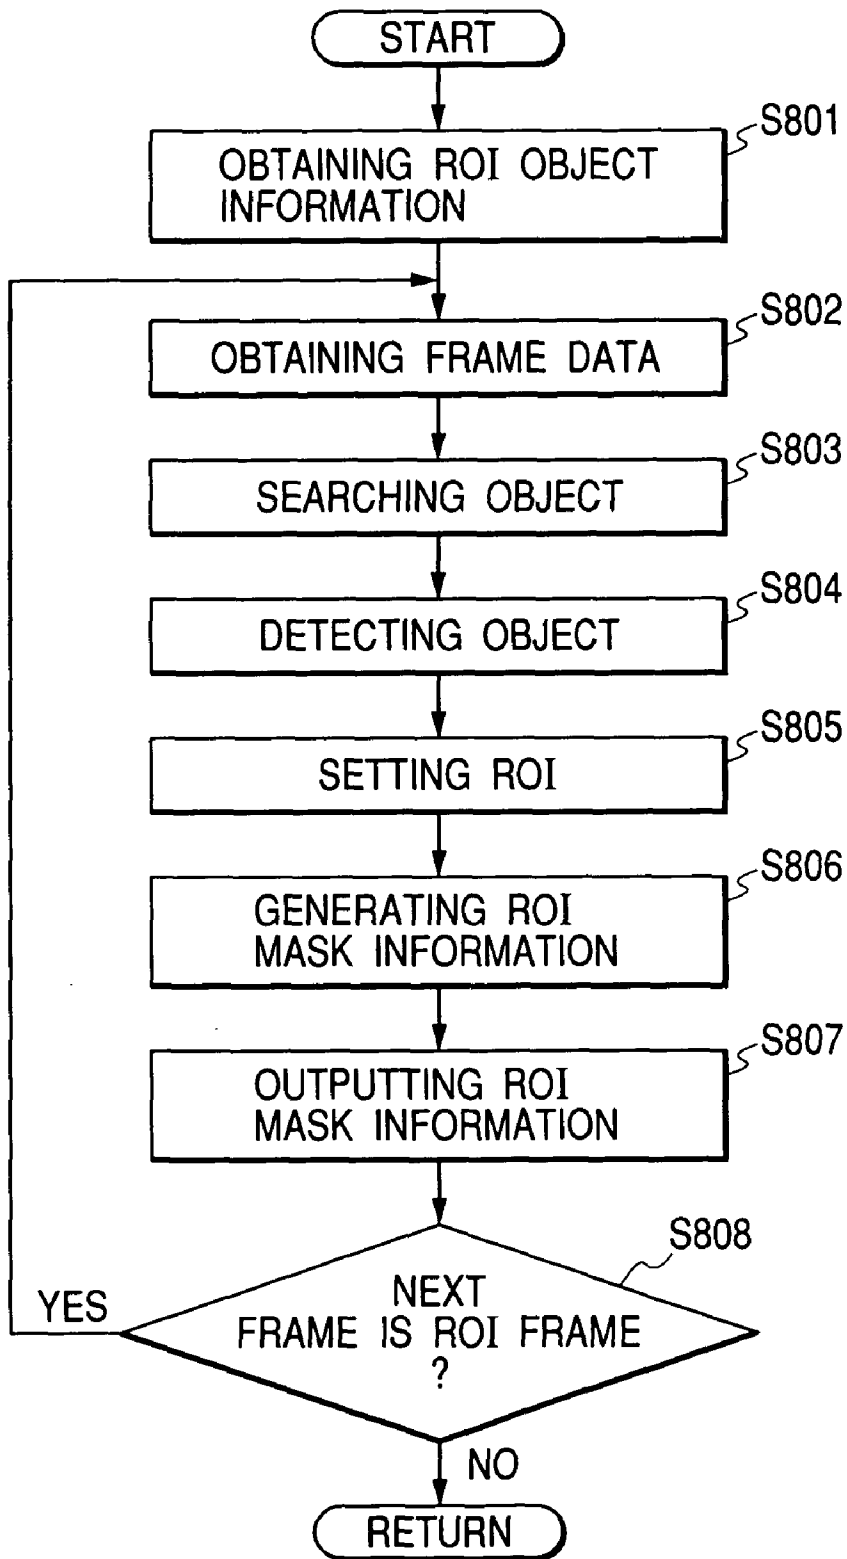 START
S801
OBTAINING ROI OBJECT
INFORMATION
S802
OBTAINING FRAME DATA
S803
SEARCHING OBJECT
S804
DETECTING OBJECT
S805
SETTING ROI
S806
GENERATING ROI
MASK INFORMATION
S807
OUTPUTTING ROI
MASK INFORMATION
S808
YES
NEXT
FRAME IS ROI FRAME
?
NO
RETURN